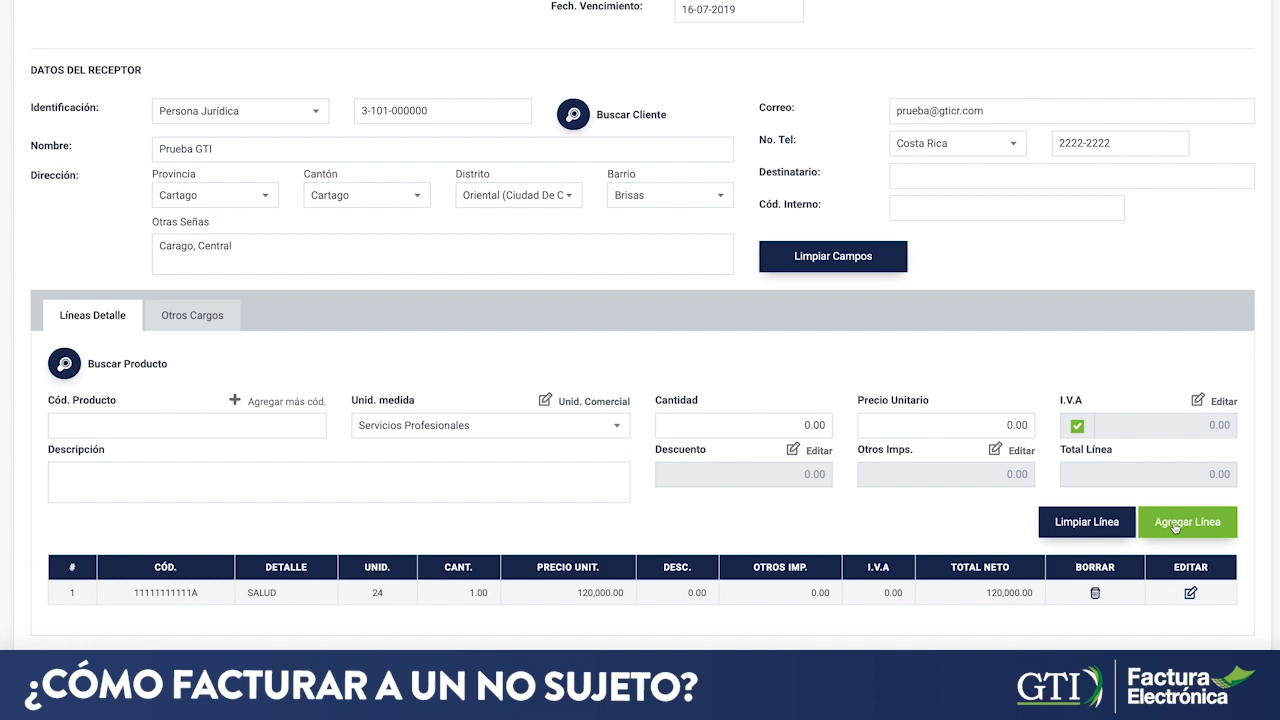 Fech. Vencimiento: 16-07-2019
DATOS DEL RECEPTOR
Identificación: Persona Jurídica 3-101-000000 Buscar Cliente Correo: prueba@gticr.com
Nombre: Prueba GTI No. Tel: Costa Rica 2222-2222
Dirección: Provincia Cantón Distrito Barrio Destinatario:
Cartago Cartago Oriental (Ciudad De C Brisas Cód. Interno:
Otras Señas
Carago, Central
Limpiar Campos
Líneas Detalle Otros Cargos
Buscar Producto
Cód. Producto Agregar más cód. Unid. medida Unid. Comercial Cantidad Precio Unitario I.V.A Editar
Servicios Profesionales 0.00 0.00 0.00
Descripción Descuento Editar Otros Imps. Editar Total Línea
0.00 0.00 0.00
Limpiar Línea Agregar Línea
# CÓD. DETALLE UNID. CANT. PRECIO UNIT. DESC. OTROS IMP. I.V.A TOTAL NETO BORRAR EDITAR
1 11111111111A SALUD 24 1.00 120,000.00 0.00 0.00 0.00 120,000.00
¿CÓMO FACTURAR A UN NO SUJETO?
GTI Factura
Electrónica